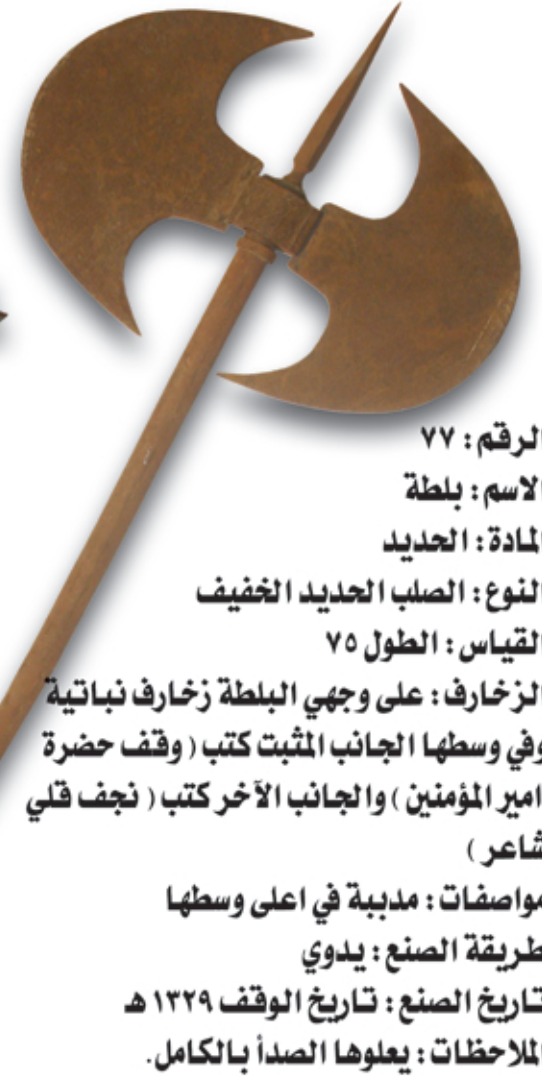 الرقم : ٧٧
الاسم : بلطة
المادة : الحديد
النوع : الصلب الحديد الخفيف
القياس : الطول ٧٥
الزخارف : على وجهي البلطة زخارف نباتية
وفي وسطها الجانب المثبت كتب ( وقف حضرة
امير المؤمنين ) والجانب الآخر كتب ( نجف قلي
شاعر )
مواصفات : مدببة في اعلى وسطها
طريقة الصنع : يدوي
تاريخ الصنع : تاريخ الوقف ١٣٢٩ هـ
الملاحظات : يعلوها الصدأ بالكامل.